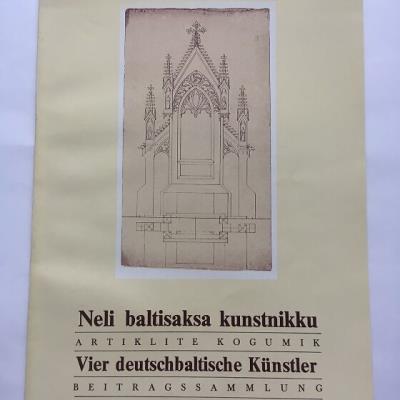 Neli baltisaksa kunstnikku
ARTIKLITE KOGUMIK
Vier deutschbaltische Künstler
BEITRAGSSAMMLUNG